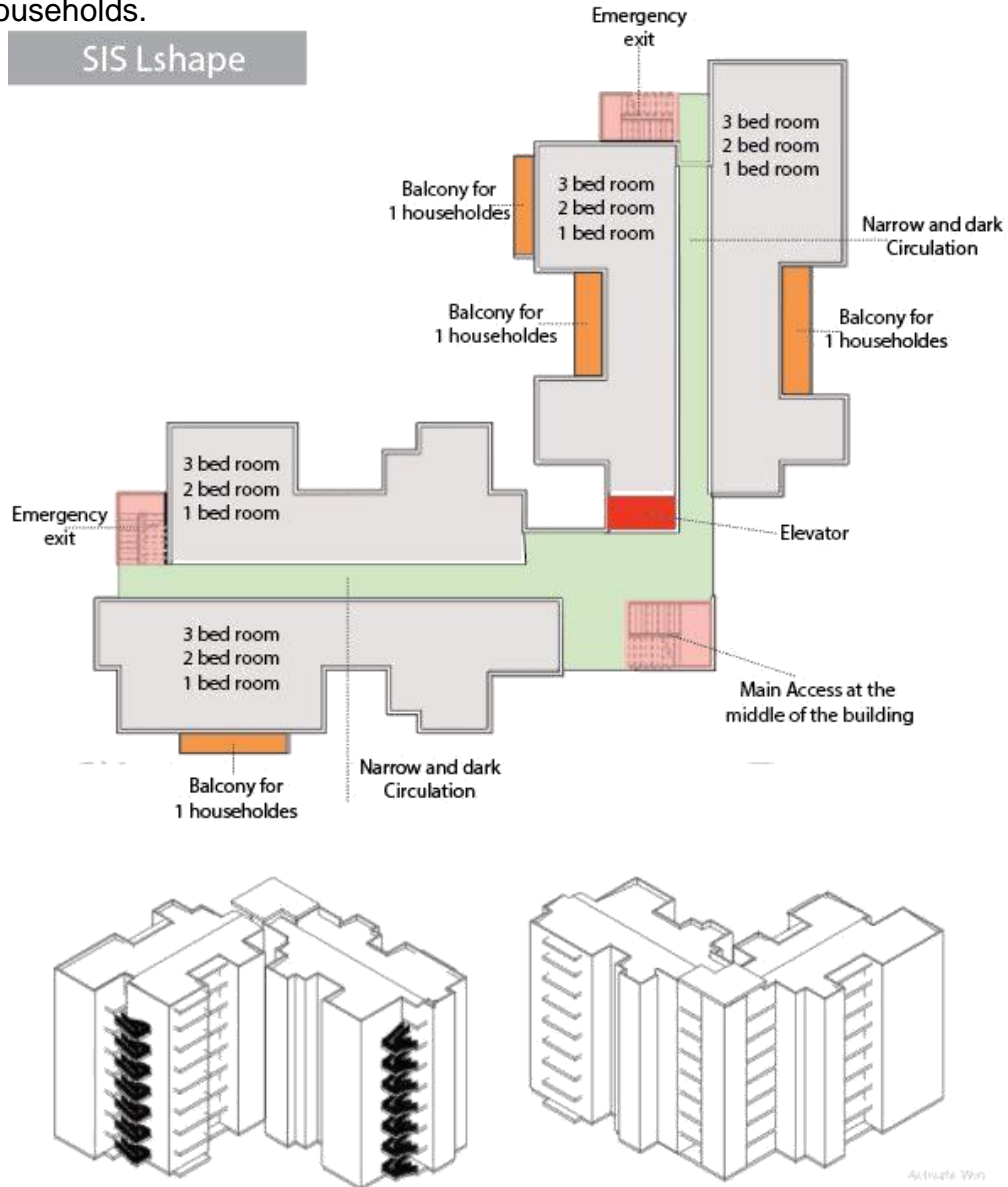 ouseholds.
SIS Lshape
Emergency
exit
3 bed room
2 bed room
1 bed room
Balcony for
1 householdes
3 bed room
2 bed room
1 bed room
Narrow and dark
Circulation
Balcony for
1 householdes
Balcony for
1 householdes
3 bed room
2 bed room
1 bed room
Emergency
exit
Elevator
3 bed room
2 bed room
1 bed room
Main Access at the
middle of the building
Narrow and dark
Circulation
Balcony for
1 householdes
Activate Win